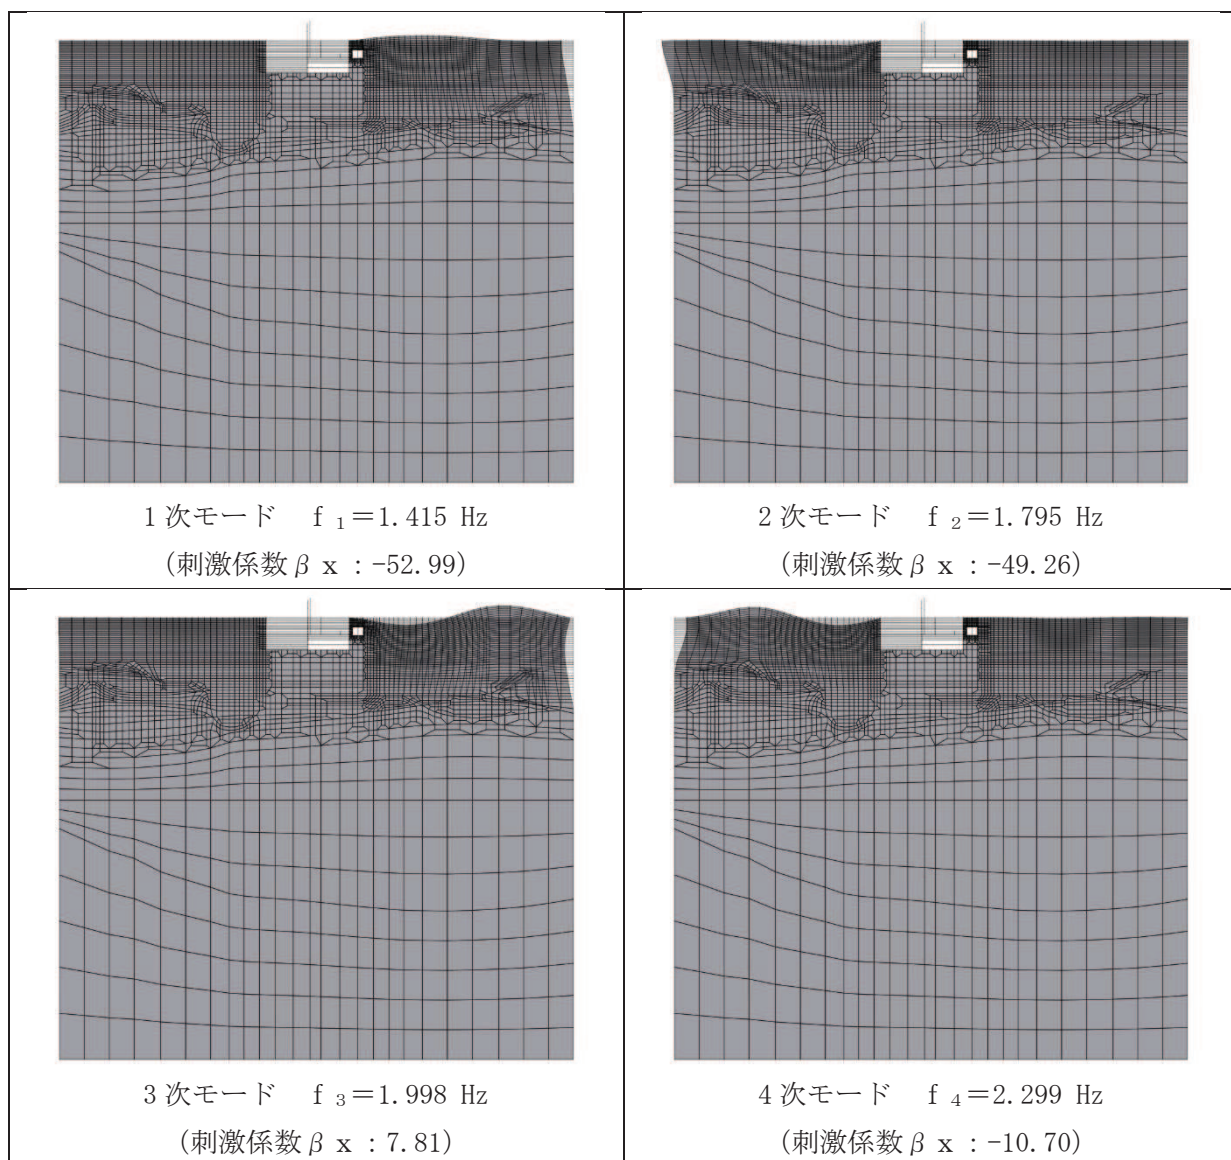 1次モード f 1=1.415 Hz
(刺激係数β x :-52.99)
2次モード f 2=1.795 Hz
(刺激係数β x :-49.26)
3次モード f 3=1.998 Hz
(刺激係数β x :7.81)
4次モード f 4=2.299 Hz
(刺激係数β x :-10.70)